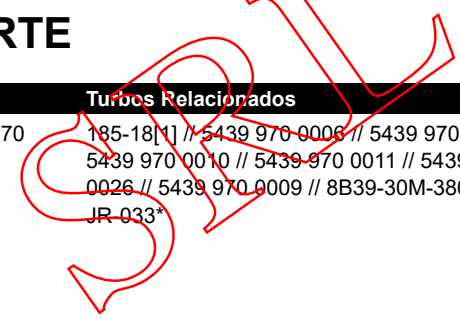 RTE
Turbos Relacionados
70 185-18[1] // 5439 970 0006 // 5439 970
5439 970 0010 // 5439 970 0011 // 5439
0026 // 5439 970 0009 // 8B39-30M-380
JR-033*
SRL